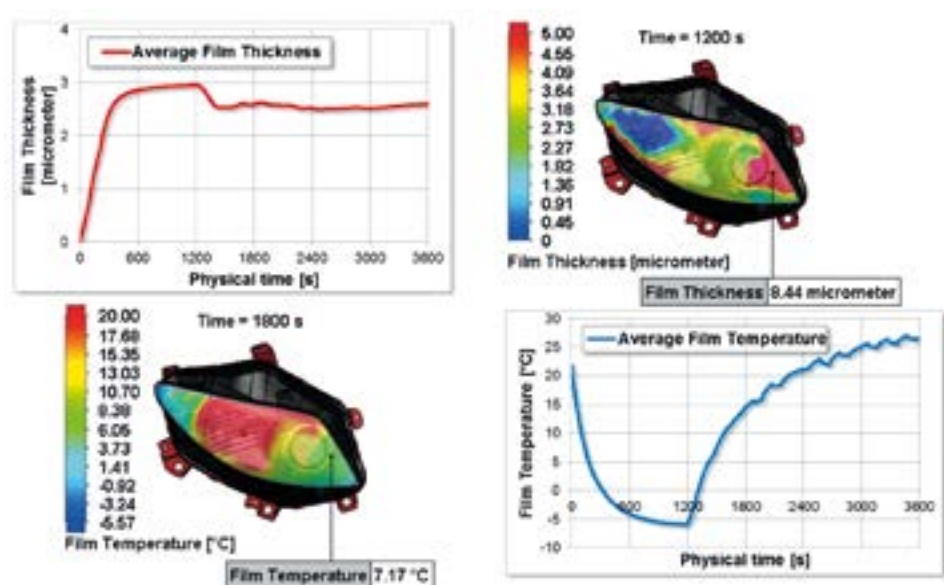 4
3
2
1
0
Average Film Thickness
Film Thickness
[micrometer]
0 600 1200 1800 2400 3000 3600
Physical time [s]
5.00
4.55
4.09
3.64
3.18
2.73
2.27
1.82
1.36
0.91
0.45
0
Time = 1200 s
Film Thickness [micrometer]
Film Thickness 8.44 micrometer
20.00
17.68
15.35
13.03
10.70
8.38
6.05
3.73
1.41
-0.92
-3.24
-5.57
Time = 1800 s
Film Temperature [°C]
Film Temperature 7.17 °C
30
25
20
15
10
5
0
-5
-10
Average Film Temperature
Film Temperature [°C]
0 600 1200 1800 2400 3000 3600
Physical time [s]